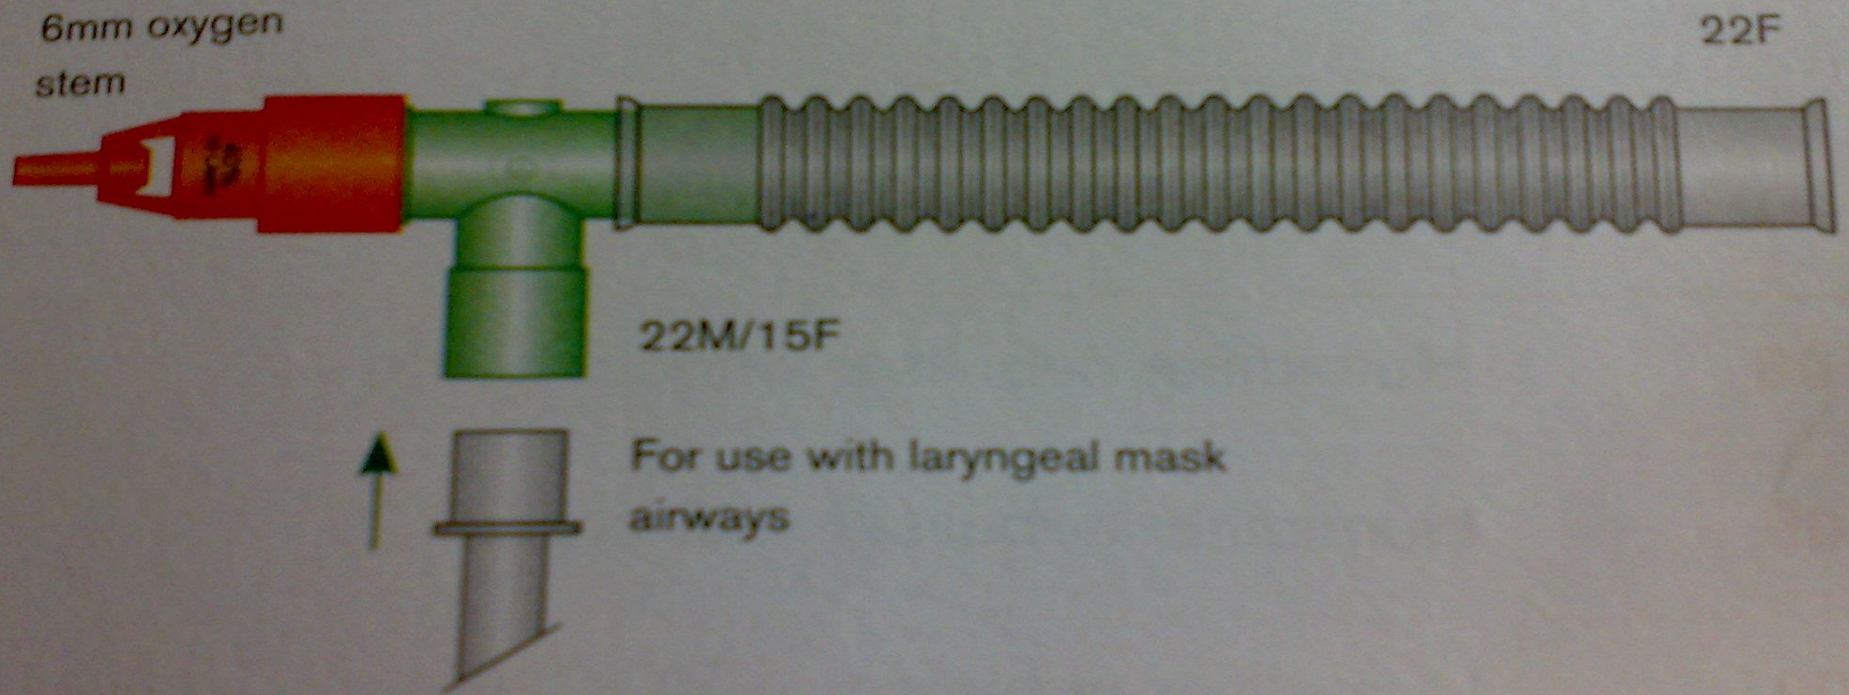 6mm oxygen
stem
22F
22M/15F
For use with laryngeal mask
airways